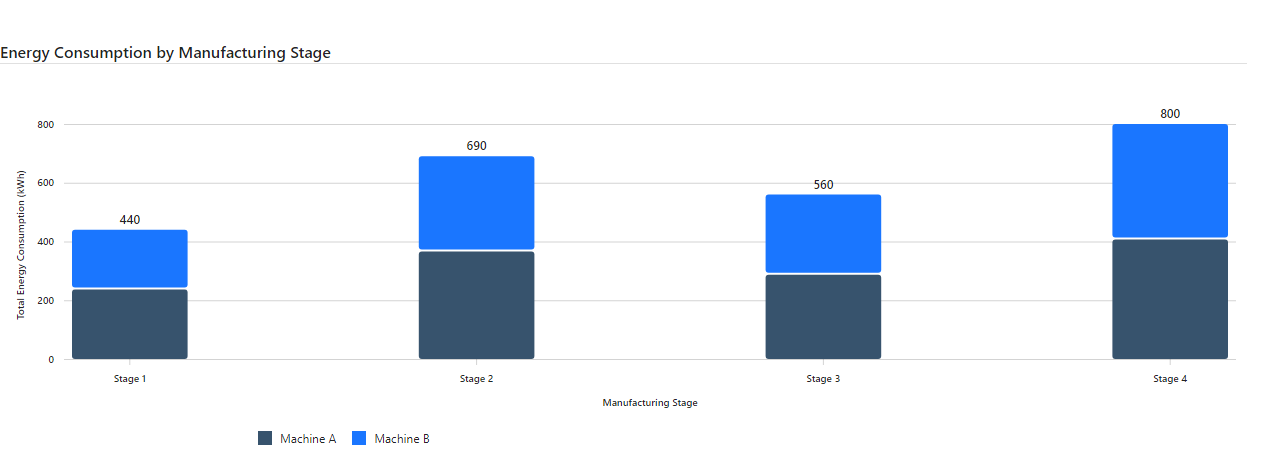 Energy Consumption by Manufacturing Stage
Total Energy Consumption (kWh)
800
600
400
200
0
440
690
560
800
Stage 1
Stage 2
Stage 3
Stage 4
Manufacturing Stage
Machine A
Machine B